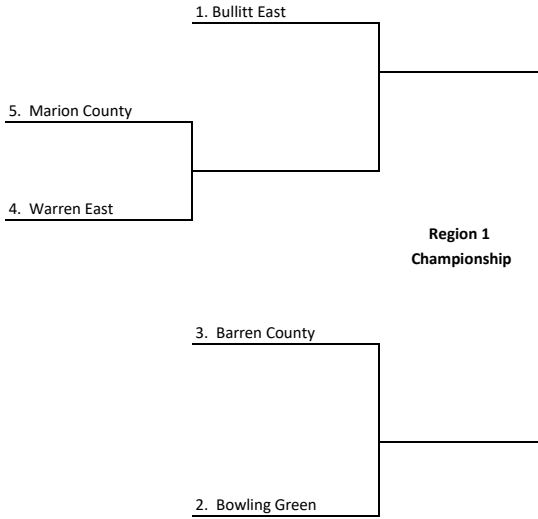 1. Bullitt East
5. Marion County
4. Warren East
Region 1
Championship
3. Barren County
2. Bowling Green